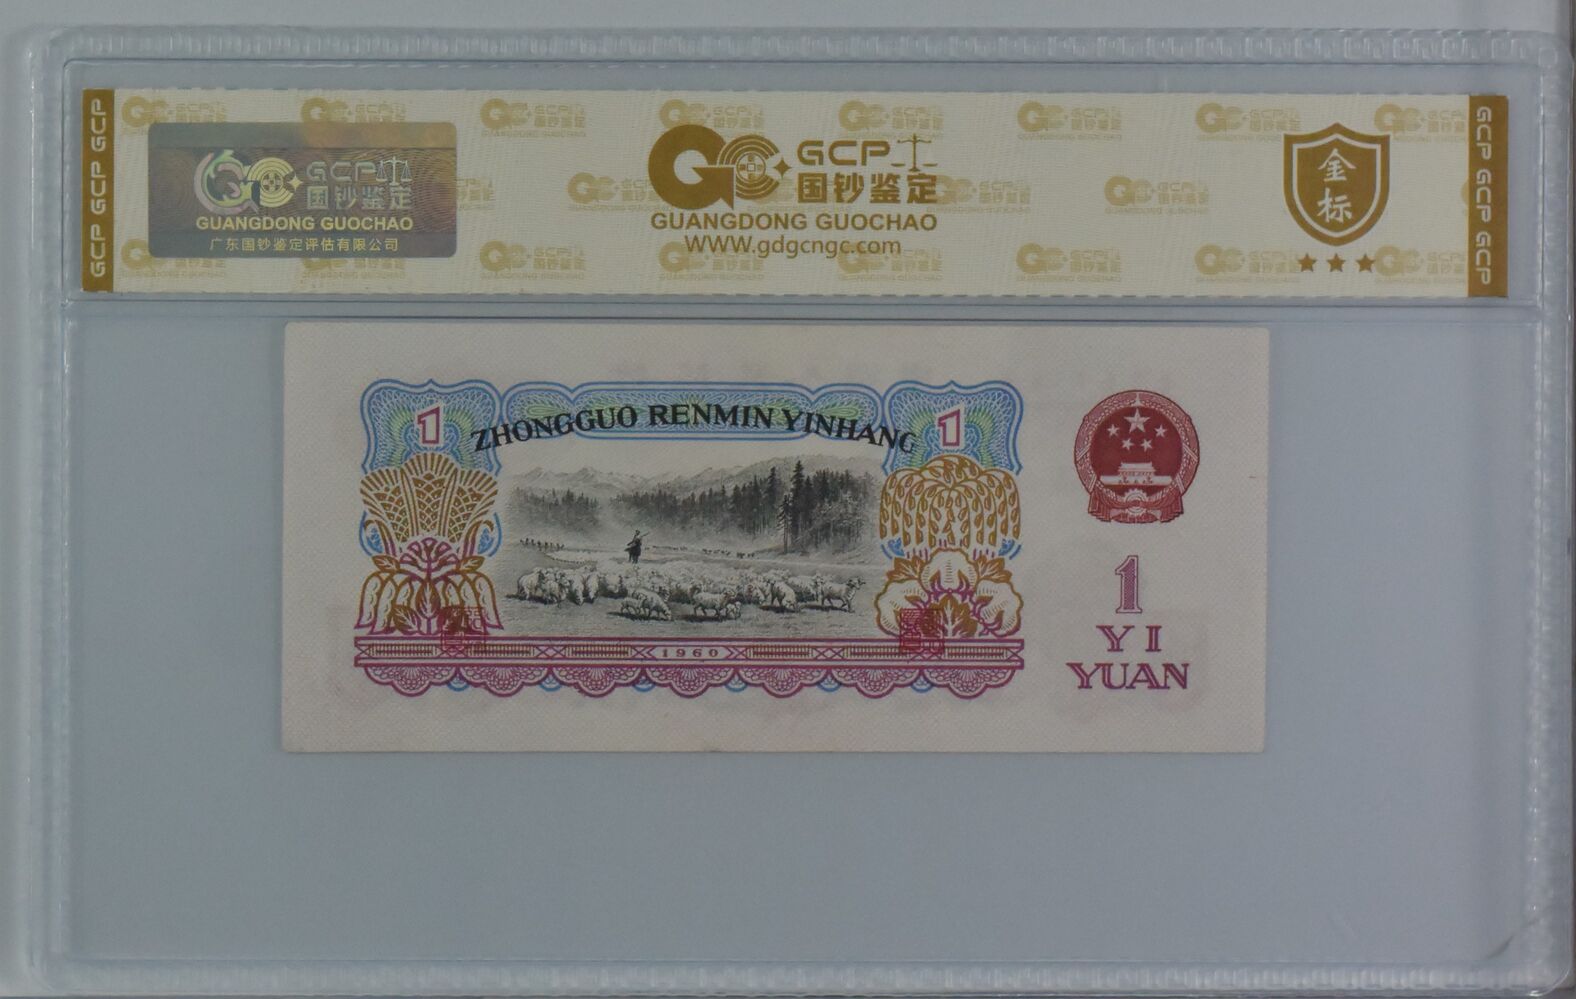 GCP GCP GCP
GCP
国钞鉴定
GUANGDONG GUOCHAO
广东国钞鉴定评估有限公司
GCP
国钞鉴定
GUANGDONG GUOCHAO
WWW.gdgcngc.com
金
标
GCP GCP GCP
1
ZHONGGUO RENMIN YINHANG
1
1960
1
YI
YUAN